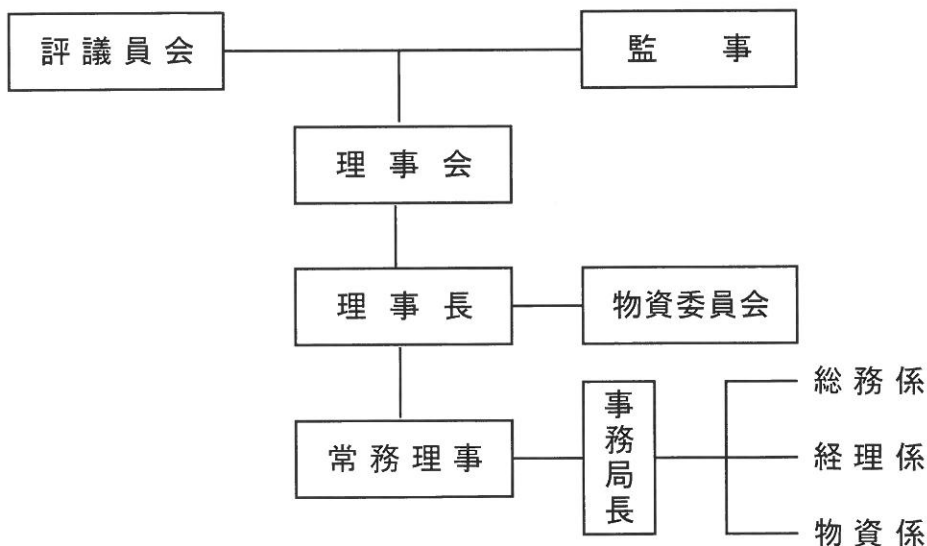 評議員会
監事
理事会
理事長
物資委員会
総務係
常務理事
事務局長
経理係
物資係